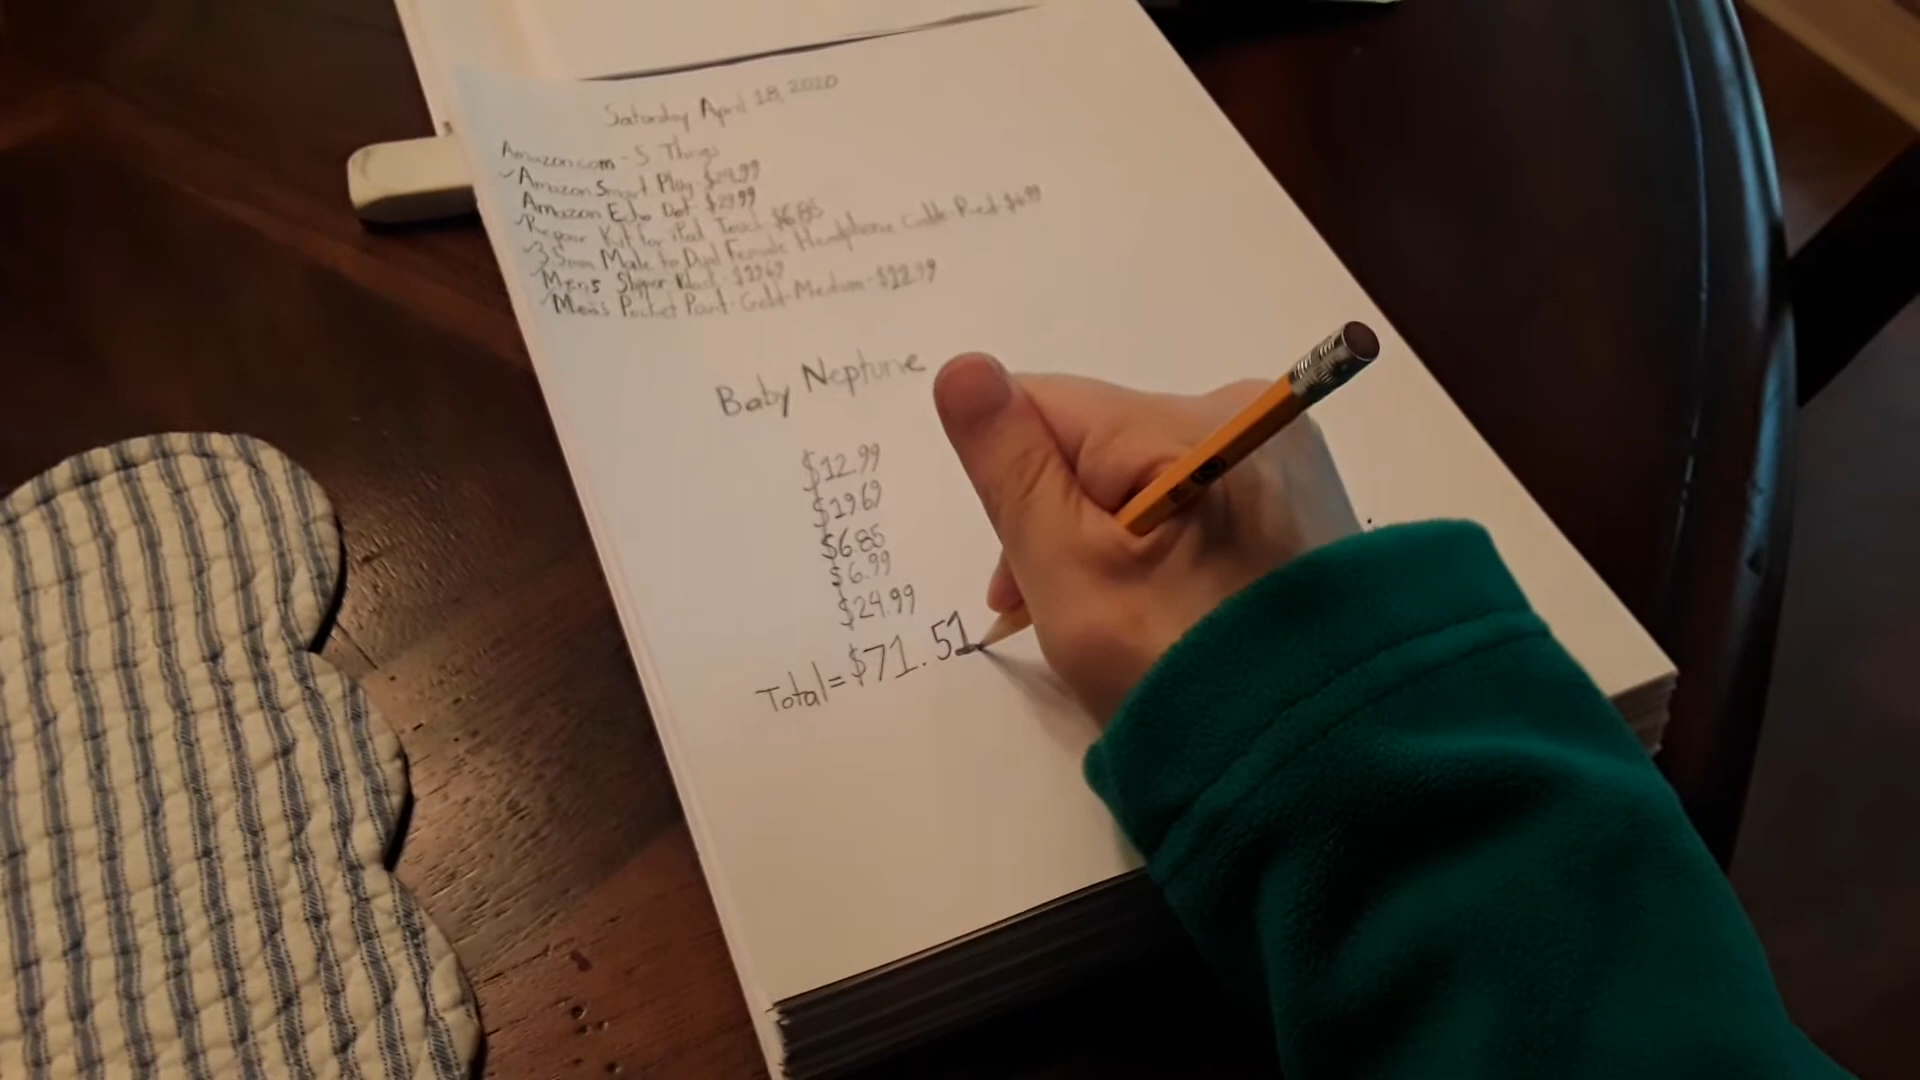 Saturday April 18, 2020
Amazon.com - 5 Things
✓Amazon Smart Plug - $24.99
Amazon Echo Dot - $29.99
✓Repair Kit for iPod Touch $6.85
✓3.5mm Male to Dual Female Headphone Cable - Red - $6.99
Mens Slipper - $19.69
✓Men's Pocket Pant - Gold - Medium - $12.99
Baby Neptune
$12.99
$19.69
$6.85
$6.99
$24.99
Total = $71.51